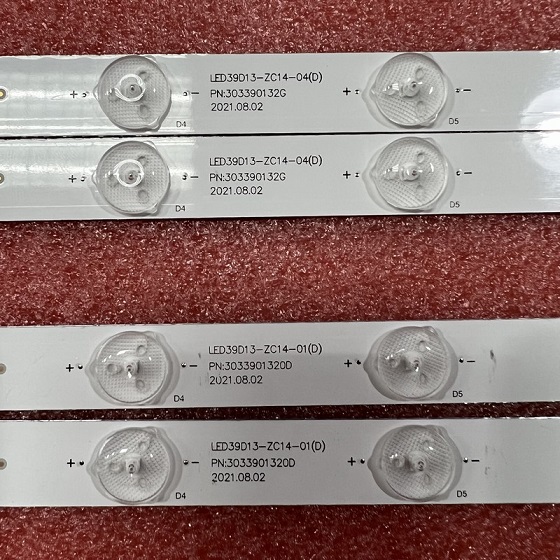 LED39D13-ZC14-04(D)
PN:303390132G
2021.08.02
+ - + -
D4 D5
LED39D13-ZC14-04(D)
PN:303390132G
2021.08.02
+ - + -
D4 D5
LED39D13-ZC14-01(D)
PN:3033901320D
2021.08.02
+ - + -
D4 D5
LED39D13-ZC14-01(D)
PN:3033901320D
2021.08.02
+ - + -
D4 D5